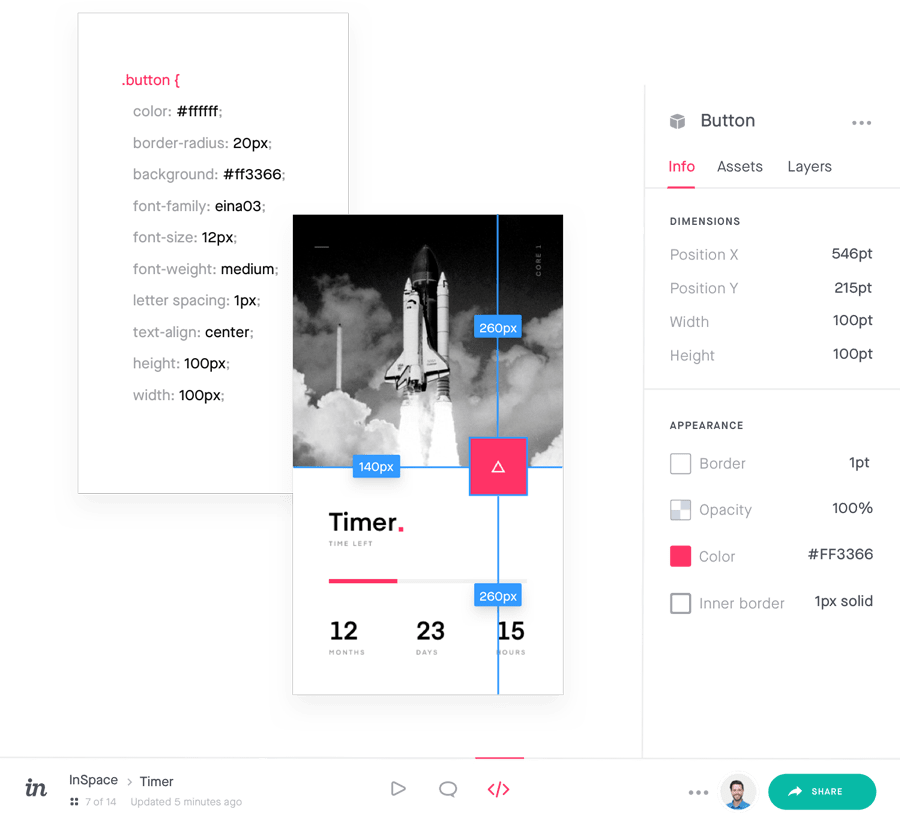 .button {
color: #ffffff;
border-radius: 20px;
background: #ff3366;
font-family: eina03;
font-size: 12px;
font-weight: medium;
letter spacing: 1px;
text-align: center;
height: 100px;
width: 100px;
CORE 1
260px
140px
Timer.
TIME LEFT
260px
12
23
15
MONTHS
DAYS
HOURS
Button
Info Assets Layers
DIMENSIONS
Position X 546pt
Position Y 215pt
Width 100pt
Height 100pt
APPEARANCE
Border 1pt
Opacity 100%
Color #FF3366
Inner border 1px solid
in
InSpace > Timer
7 of 14 Updated 5 minutes ago
</>
SHARE